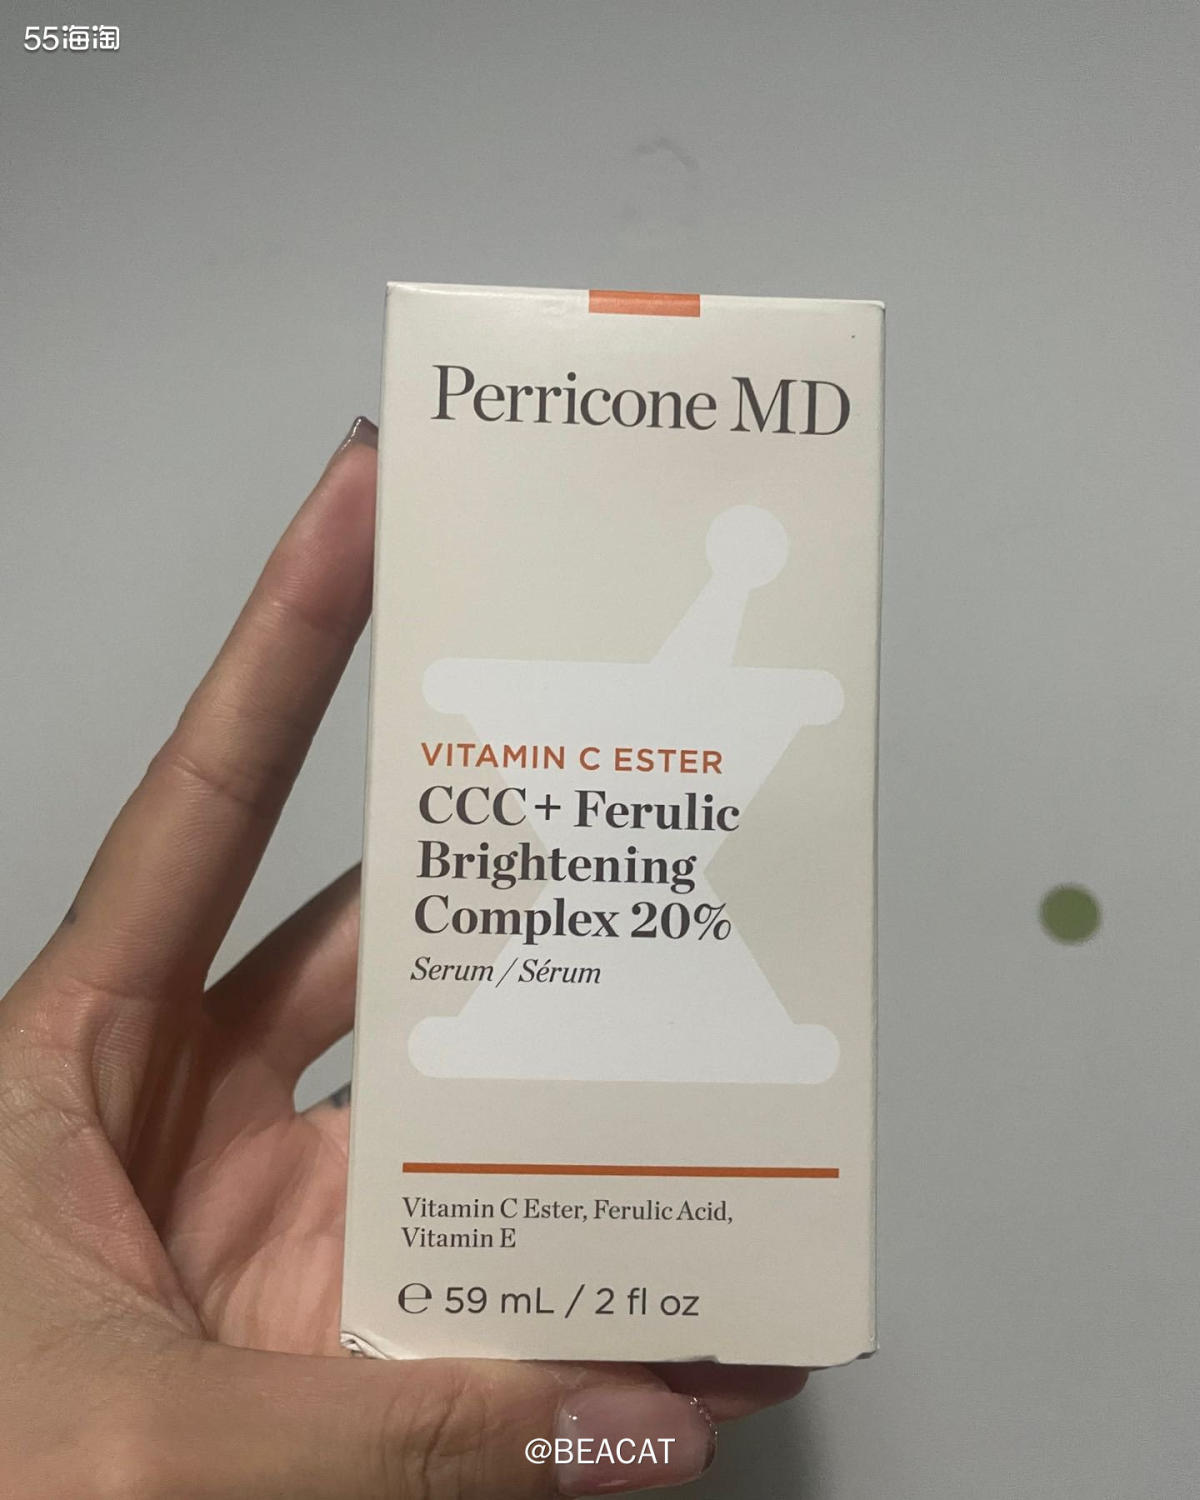 55海淘
Perricone MD
VITAMIN C ESTER
CCC+ Ferulic
Brightening
Complex 20%
Serum / Sérum
Vitamin C Ester, Ferulic Acid,
Vitamin E
℮ 59 mL / 2 fl oz
@BEACAT